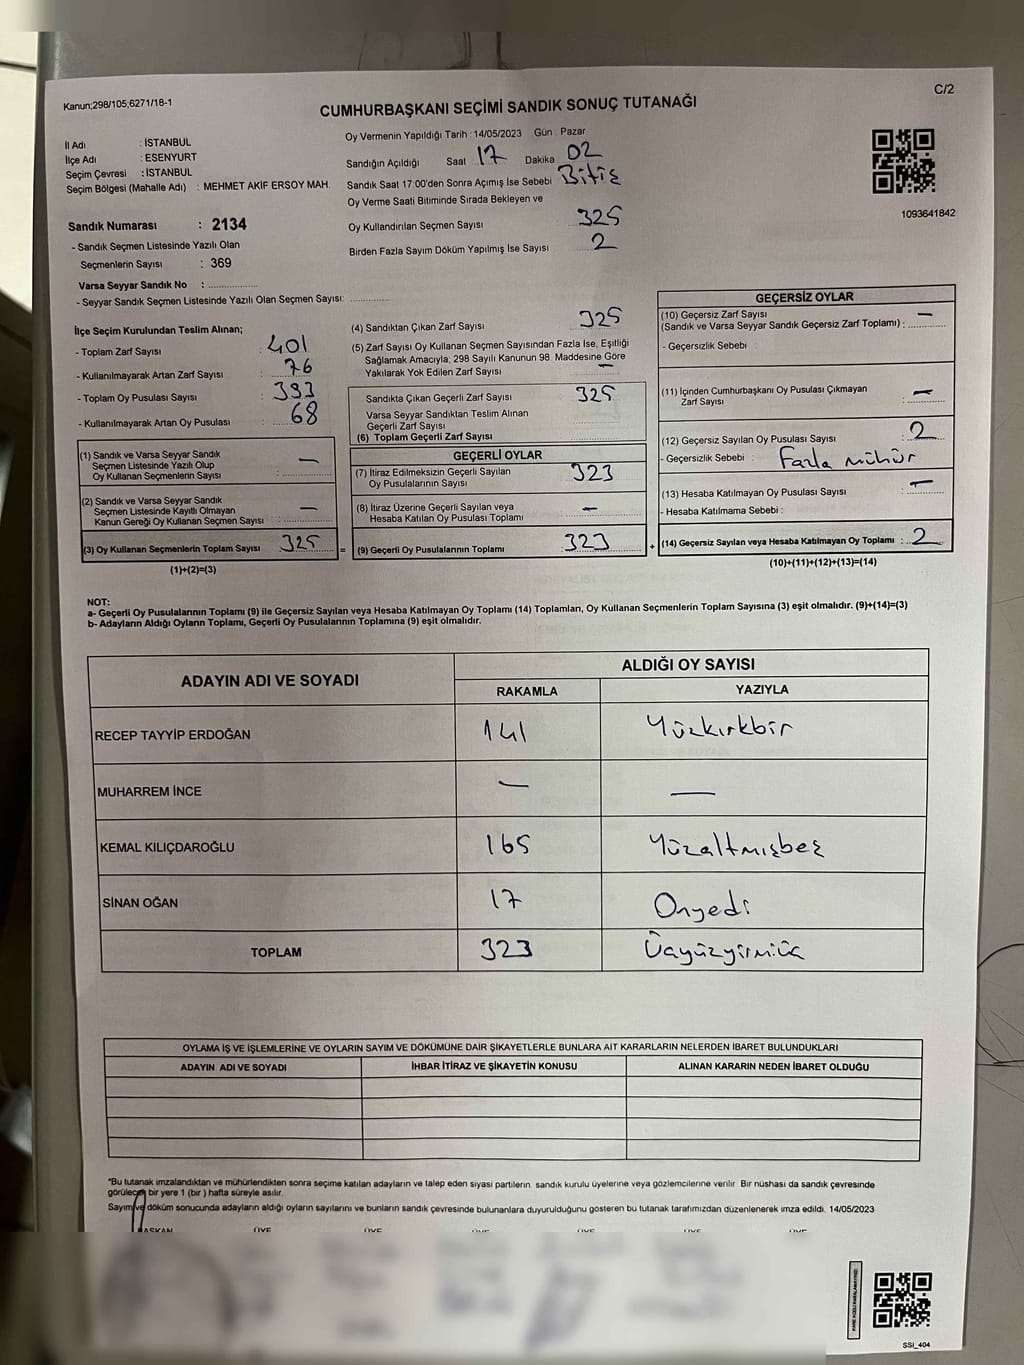 Kanun;298/105;6271/18-1
C/2
CUMHURBAŞKANI SEÇİMİ SANDIK SONUÇ TUTANAĞI
İl Adı : İSTANBUL
İlçe Adı : ESENYURT
Seçim Çevresi : İSTANBUL
Seçim Bölgesi (Mahalle Adı) : MEHMET AKİF ERSOY MAH.
Oy Vermenin Yapıldığı Tarih : 14/05/2023 Gün : Pazar
Sandığın Açıldığı Saat 17 Dakika 02
Sandık Saat 17:00'den Sonra Açımış İse Sebebi Bitiş
Oy Verme Saati Bitiminde Sırada Bekleyen ve
Oy Kullandırılan Seçmen Sayısı 325
Birden Fazla Sayım Döküm Yapılmış İse Sayısı 2
1093641842
Sandık Numarası : 2134
- Sandık Seçmen Listesinde Yazılı Olan
Seçmenlerin Sayısı : 369
Varsa Seyyar Sandık No :
- Seyyar Sandık Seçmen Listesinde Yazılı Olan Seçmen Sayısı:
İlçe Seçim Kurulundan Teslim Alınan;
- Toplam Zarf Sayısı : 401
- Kullanılmayarak Artan Zarf Sayısı : 76
- Toplam Oy Pusulası Sayısı : 393
- Kullanılmayarak Artan Oy Pusulası : 68
(1) Sandık ve Varsa Seyyar Sandık
Seçmen Listesinde Yazılı Olup
Oy Kullanan Seçmenlerin Sayısı : —
(2) Sandık ve Varsa Seyyar Sandık
Seçmen Listesinde Kayıtlı Olmayan
Kanun Gereği Oy Kullanan Seçmen Sayısı : —
(3) Oy Kullanan Seçmenlerin Toplam Sayısı : 325 =
(1)+(2)=(3)
(4) Sandıktan Çıkan Zarf Sayısı 325
(5) Zarf Sayısı Oy Kullanan Seçmen Sayısından Fazla İse, Eşitliği
Sağlamak Amacıyla, 298 Sayılı Kanunun 98. Maddesine Göre
Yakılarak Yok Edilen Zarf Sayısı —
Sandıkta Çıkan Geçerli Zarf Sayısı 325
Varsa Seyyar Sandıktan Teslim Alınan
Geçerli Zarf Sayısı
(6) Toplam Geçerli Zarf Sayısı
GEÇERLİ OYLAR
(7) İtiraz Edilmeksizin Geçerli Sayılan
Oy Pusulalarının Sayısı 323
(8) İtiraz Üzerine Geçerli Sayılan veya
Hesaba Katılan Oy Pusulası Toplamı —
(9) Geçerli Oy Pusulalarının Toplamı 323 +
GEÇERSİZ OYLAR
(10) Geçersiz Zarf Sayısı —
(Sandık ve Varsa Seyyar Sandık Geçersiz Zarf Toplamı) :
- Geçersizlik Sebebi :
(11) İçinden Cumhurbaşkanı Oy Pusulası Çıkmayan
Zarf Sayısı —
(12) Geçersiz Sayılan Oy Pusulası Sayısı : 2
- Geçersizlik Sebebi : Fazla mühür
(13) Hesaba Katılmayan Oy Pusulası Sayısı : —
- Hesaba Katılmama Sebebi :
(14) Geçersiz Sayılan veya Hesaba Katılmayan Oy Toplamı : 2
(10)+(11)+(12)+(13)=(14)
NOT:
a- Geçerli Oy Pusulalarının Toplamı (9) ile Geçersiz Sayılan veya Hesaba Katılmayan Oy Toplamı (14) Toplamları, Oy Kullanan Seçmenlerin Toplam Sayısına (3) eşit olmalıdır. (9)+(14)=(3)
b- Adayların Aldığı Oyların Toplamı, Geçerli Oy Pusulalarının Toplamına (9) eşit olmalıdır.
ADAYIN ADI VE SOYADI
ALDIĞI OY SAYISI
RAKAMLA YAZIYLA
RECEP TAYYİP ERDOĞAN 141 Yüzkırkbir
MUHARREM İNCE — —
KEMAL KILIÇDAROĞLU 165 Yüzaltmışbeş
SİNAN OĞAN 17 Onyedi
TOPLAM 323 Üçyüzyirmiüç
OYLAMA İŞ VE İŞLEMLERİNE VE OYLARIN SAYIM VE DÖKÜMÜNE DAİR ŞİKAYETLERLE BUNLARA AİT KARARLARIN NELERDEN İBARET BULUNDUKLARI
ADAYIN ADI VE SOYADI İHBAR İTİRAZ VE ŞİKAYETİN KONUSU ALINAN KARARIN NEDEN İBARET OLDUĞU
"Bu tutanak imzalandıktan ve mühürlendikten sonra seçime katılan adayların ve talep eden siyasi partilerin sandık kurulu üyelerine veya gözlemcilerine verilir. Bir nüshası da sandık çevresinde
görülecek bir yere 1 (bir ) hafta süreyle asılır.
Sayım ve döküm sonucunda adayların aldığı oyların sayılarını ve bunların sandık çevresinde bulunanlara duyurulduğunu gösteren bu tutanak tarafımızdan düzenlenerek imza edildi. 14/05/2023
BAŞKAN ÜYE ÜYE ÜYE ÜYE ÜYE ÜYE
SSI_404